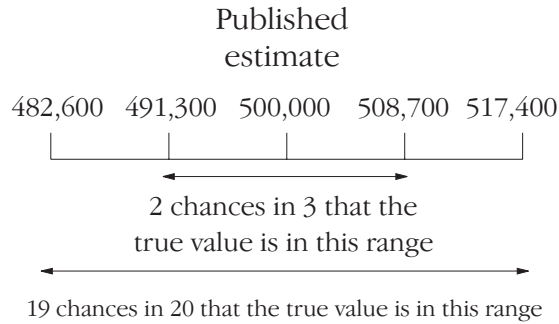 Published
estimate
482,600 491,300 500,000 508,700 517,400
2 chances in 3 that the
true value is in this range
19 chances in 20 that the true value is in this range